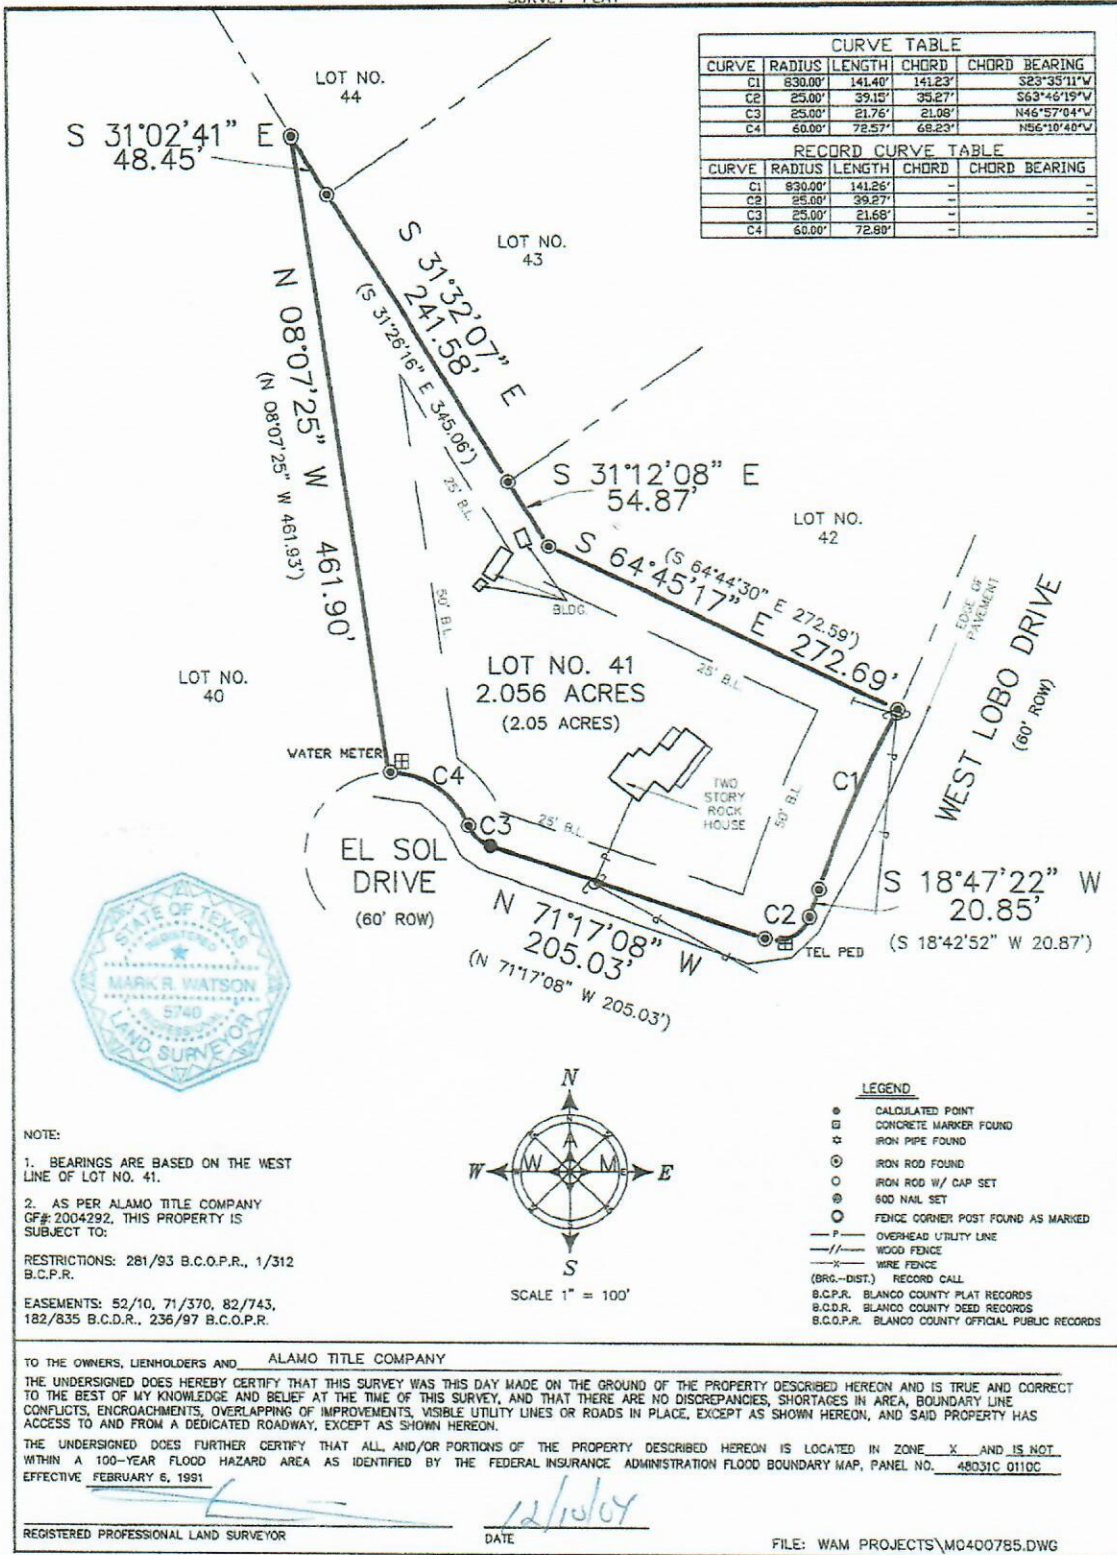 SURVEY PLAT
CURVE TABLE
CURVE RADIUS LENGTH CHORD CHORD BEARING
C1 830.00' 141.40' 141.23' S23°35'11"W
C2 25.00' 39.15' 35.27' S63°46'19"W
C3 25.00' 21.76' 21.08' N46°57'04"W
C4 60.00' 72.57' 68.23' N56°10'40"W
RECORD CURVE TABLE
CURVE RADIUS LENGTH CHORD CHORD BEARING
C1 830.00' 141.26' - -
C2 25.00' 39.27' - -
C3 25.00' 21.68' - -
C4 60.00' 72.80' - -
LOT NO.
44
S 31°02'41" E
48.45'
LOT NO.
43
S 31°32'07" E
241.58'
(S 31°26'16" E 345.06')
N 08°07'25" W 461.90'
(N 08°07'25" W 461.93')
25' B.L.
S 31°12'08" E
54.87'
LOT NO.
42
(S 64°44'30" E 272.59')
S 64°45'17" E 272.69'
EDGE OF
PAVEMENT
WEST LOBO DRIVE
(60' ROW)
BLDG.
50' B.L.
25' B.L.
LOT NO. 41
2.056 ACRES
(2.05 ACRES)
LOT NO.
40
WATER METER
C4
C3
C1
TWO
STORY
ROCK
HOUSE
50' B.L.
25' B.L.
EL SOL
DRIVE
(60' ROW)
S 18°47'22" W
20.85'
(S 18°42'52" W 20.87')
C2
TEL PED
N 71°17'08" W
205.03'
(N 71°17'08" W 205.03')
STATE OF TEXAS
REGISTERED
MARK R. WATSON
5740
PROFESSIONAL
LAND SURVEYOR
N
W W A M E
S
SCALE 1" = 100'
NOTE:
1. BEARINGS ARE BASED ON THE WEST
LINE OF LOT NO. 41.
2. AS PER ALAMO TITLE COMPANY
GF#: 2004292, THIS PROPERTY IS
SUBJECT TO:
RESTRICTIONS: 281/93 B.C.O.P.R., 1/312
B.C.P.R.
EASEMENTS: 52/10, 71/370, 82/743,
182/835 B.C.D.R., 236/97 B.C.O.P.R.
LEGEND
CALCULATED POINT
CONCRETE MARKER FOUND
IRON PIPE FOUND
IRON ROD FOUND
IRON ROD W/ CAP SET
60D NAIL SET
FENCE CORNER POST FOUND AS MARKED
P OVERHEAD UTILITY LINE
// WOOD FENCE
X WIRE FENCE
(BRG.-DIST.) RECORD CALL
B.C.P.R. BLANCO COUNTY PLAT RECORDS
B.C.D.R. BLANCO COUNTY DEED RECORDS
B.C.O.P.R. BLANCO COUNTY OFFICIAL PUBLIC RECORDS
TO THE OWNERS, LIENHOLDERS AND ALAMO TITLE COMPANY
THE UNDERSIGNED DOES HEREBY CERTIFY THAT THIS SURVEY WAS THIS DAY MADE ON THE GROUND OF THE PROPERTY DESCRIBED HEREON AND IS TRUE AND CORRECT
TO THE BEST OF MY KNOWLEDGE AND BELIEF AT THE TIME OF THIS SURVEY, AND THAT THERE ARE NO DISCREPANCIES, SHORTAGES IN AREA, BOUNDARY LINE
CONFLICTS, ENCROACHMENTS, OVERLAPPING OF IMPROVEMENTS, VISIBLE UTILITY LINES OR ROADS IN PLACE, EXCEPT AS SHOWN HEREON, AND SAID PROPERTY HAS
ACCESS TO AND FROM A DEDICATED ROADWAY, EXCEPT AS SHOWN HEREON.
THE UNDERSIGNED DOES FURTHER CERTIFY THAT ALL, AND/OR PORTIONS OF THE PROPERTY DESCRIBED HEREON IS LOCATED IN ZONE X AND IS NOT
WITHIN A 100-YEAR FLOOD HAZARD AREA AS IDENTIFIED BY THE FEDERAL INSURANCE ADMINISTRATION FLOOD BOUNDARY MAP, PANEL NO. 48031C 0110C
EFFECTIVE FEBRUARY 6, 1991
12/10/04
REGISTERED PROFESSIONAL LAND SURVEYOR DATE
FILE: WAM PROJECTS\M0400785.DWG